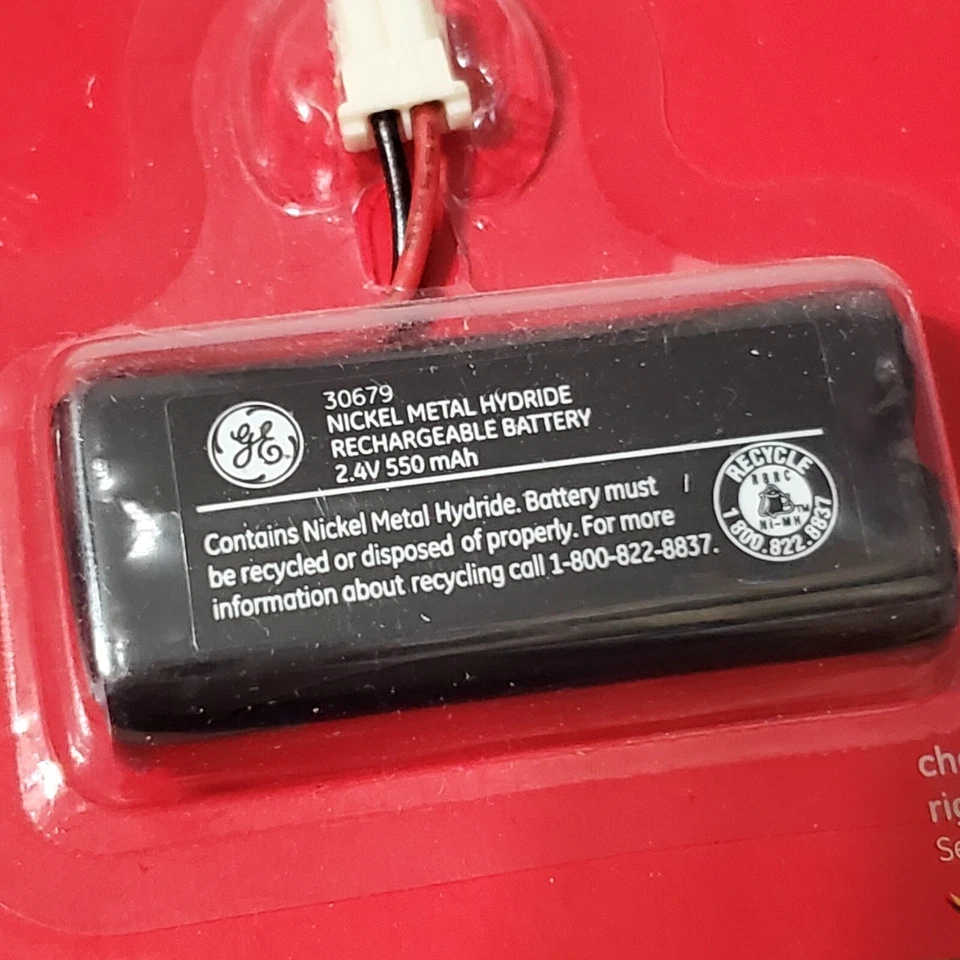 30679
NICKEL METAL HYDRIDE
RECHARGEABLE BATTERY
2.4V 550 mAh
GE
Contains Nickel Metal Hydride. Battery must
be recycled or disposed of properly. For more
information about recycling call 1-800-822-8837.
RECYCLE
RBRC
TM
NI-MH
1.800.822.8837
Se